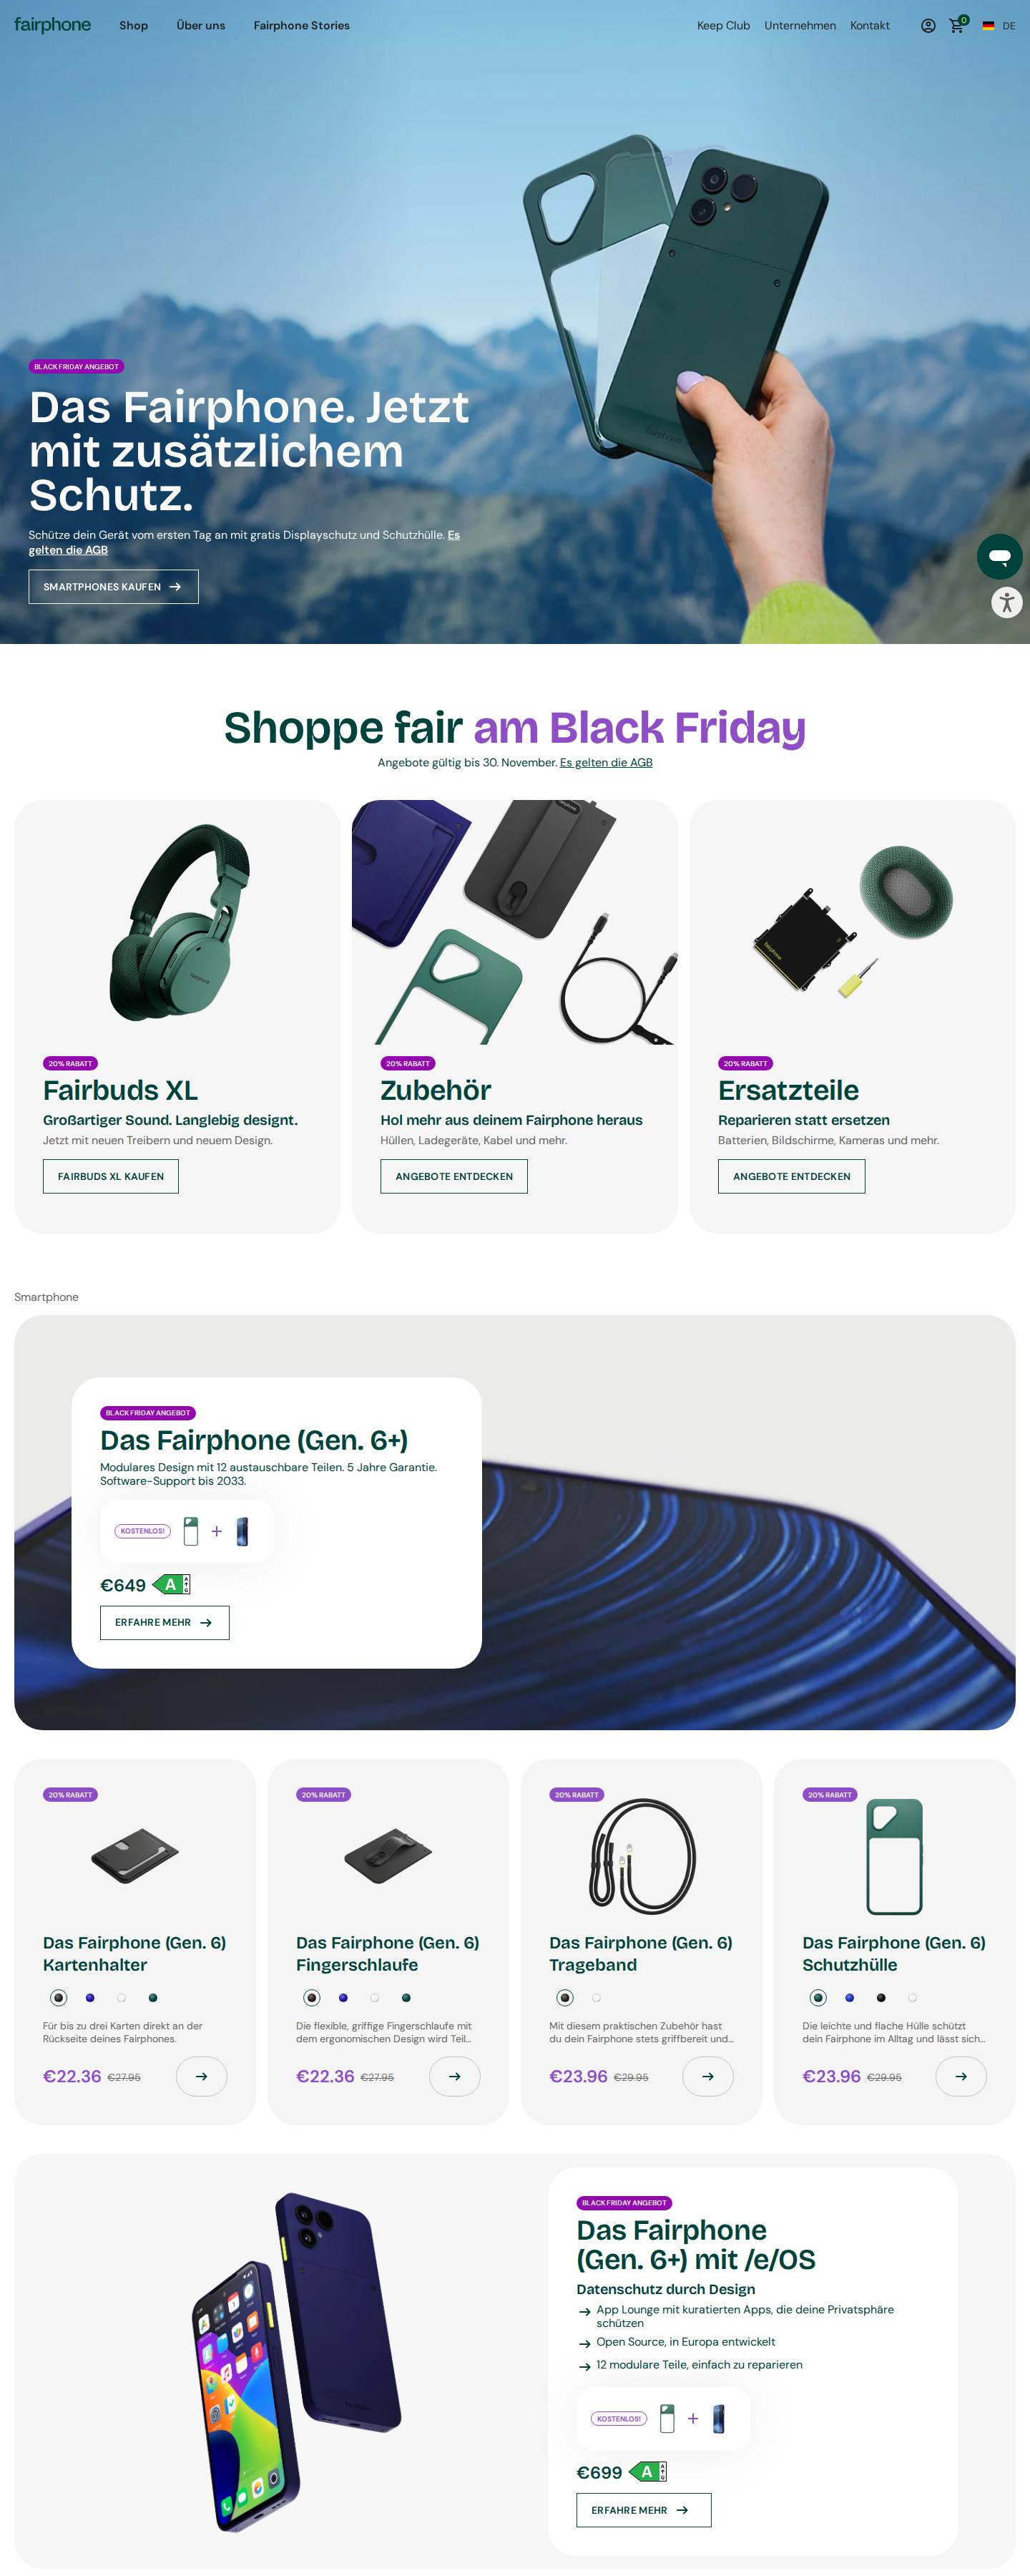 fairphone
Shop
Über uns
Fairphone Stories
Keep Club
Unternehmen
Kontakt
0
DE
BLACK FRIDAY ANGEBOT
Das Fairphone. Jetzt
mit zusätzlichem
Schutz.
Schütze dein Gerät vom ersten Tag an mit gratis Displayschutz und Schutzhülle. Es
gelten die AGB
SMARTPHONES KAUFEN
Shoppe fair am Black Friday
Angebote gültig bis 30. November. Es gelten die AGB
20% RABATT
Fairbuds XL
Großartiger Sound. Langlebig designt.
Jetzt mit neuen Treibern und neuem Design.
FAIRBUDS XL KAUFEN
20% RABATT
Zubehör
Hol mehr aus deinem Fairphone heraus
Hüllen, Ladegeräte, Kabel und mehr.
ANGEBOTE ENTDECKEN
20% RABATT
Ersatzteile
Reparieren statt ersetzen
Batterien, Bildschirme, Kameras und mehr.
ANGEBOTE ENTDECKEN
Smartphone
BLACK FRIDAY ANGEBOT
Das Fairphone (Gen. 6+)
Modulares Design mit 12 austauschbare Teilen. 5 Jahre Garantie.
Software-Support bis 2033.
KOSTENLOS!
€649
A
ERFAHRE MEHR
20% RABATT
Das Fairphone (Gen. 6)
Kartenhalter
Für bis zu drei Karten direkt an der
Rückseite deines Fairphones.
€22.36 €27.95
20% RABATT
Das Fairphone (Gen. 6)
Fingerschlaufe
Die flexible, griffige Fingerschlaufe mit
dem ergonomischen Design wird Teil…
€22.36 €27.95
20% RABATT
Das Fairphone (Gen. 6)
Trageband
Mit diesem praktischen Zubehör hast
du dein Fairphone stets griffbereit und…
€23.96 €29.95
20% RABATT
Das Fairphone (Gen. 6)
Schutzhülle
Die leichte und flache Hülle schützt
dein Fairphone im Alltag und lässt sich…
€23.96 €29.95
BLACK FRIDAY ANGEBOT
Das Fairphone
(Gen. 6+) mit /e/OS
Datenschutz durch Design
App Lounge mit kuratierten Apps, die deine Privatsphäre
schützen
Open Source, in Europa entwickelt
12 modulare Teile, einfach zu reparieren
KOSTENLOS!
€699
A
ERFAHRE MEHR